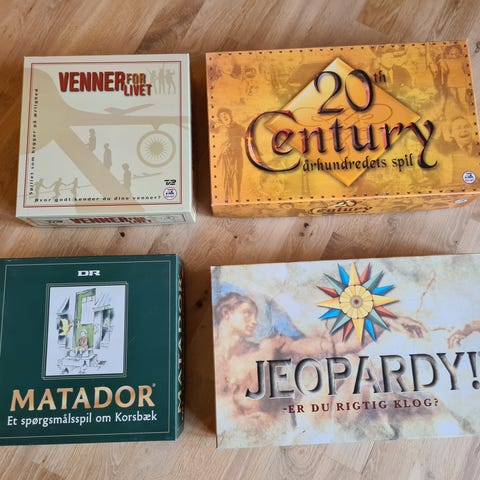 VENNER FOR LIVET
Spillet som bygger på ærlighed
Hvor godt kender du dine venner?
VENNER FOR LIVET
20th
Century
århundredets spil
20th
Century
DR
MATADOR
Et spørgsmålsspil om Korsbæk
JEOPARDY!
-ER DU RIGTIG KLOG?